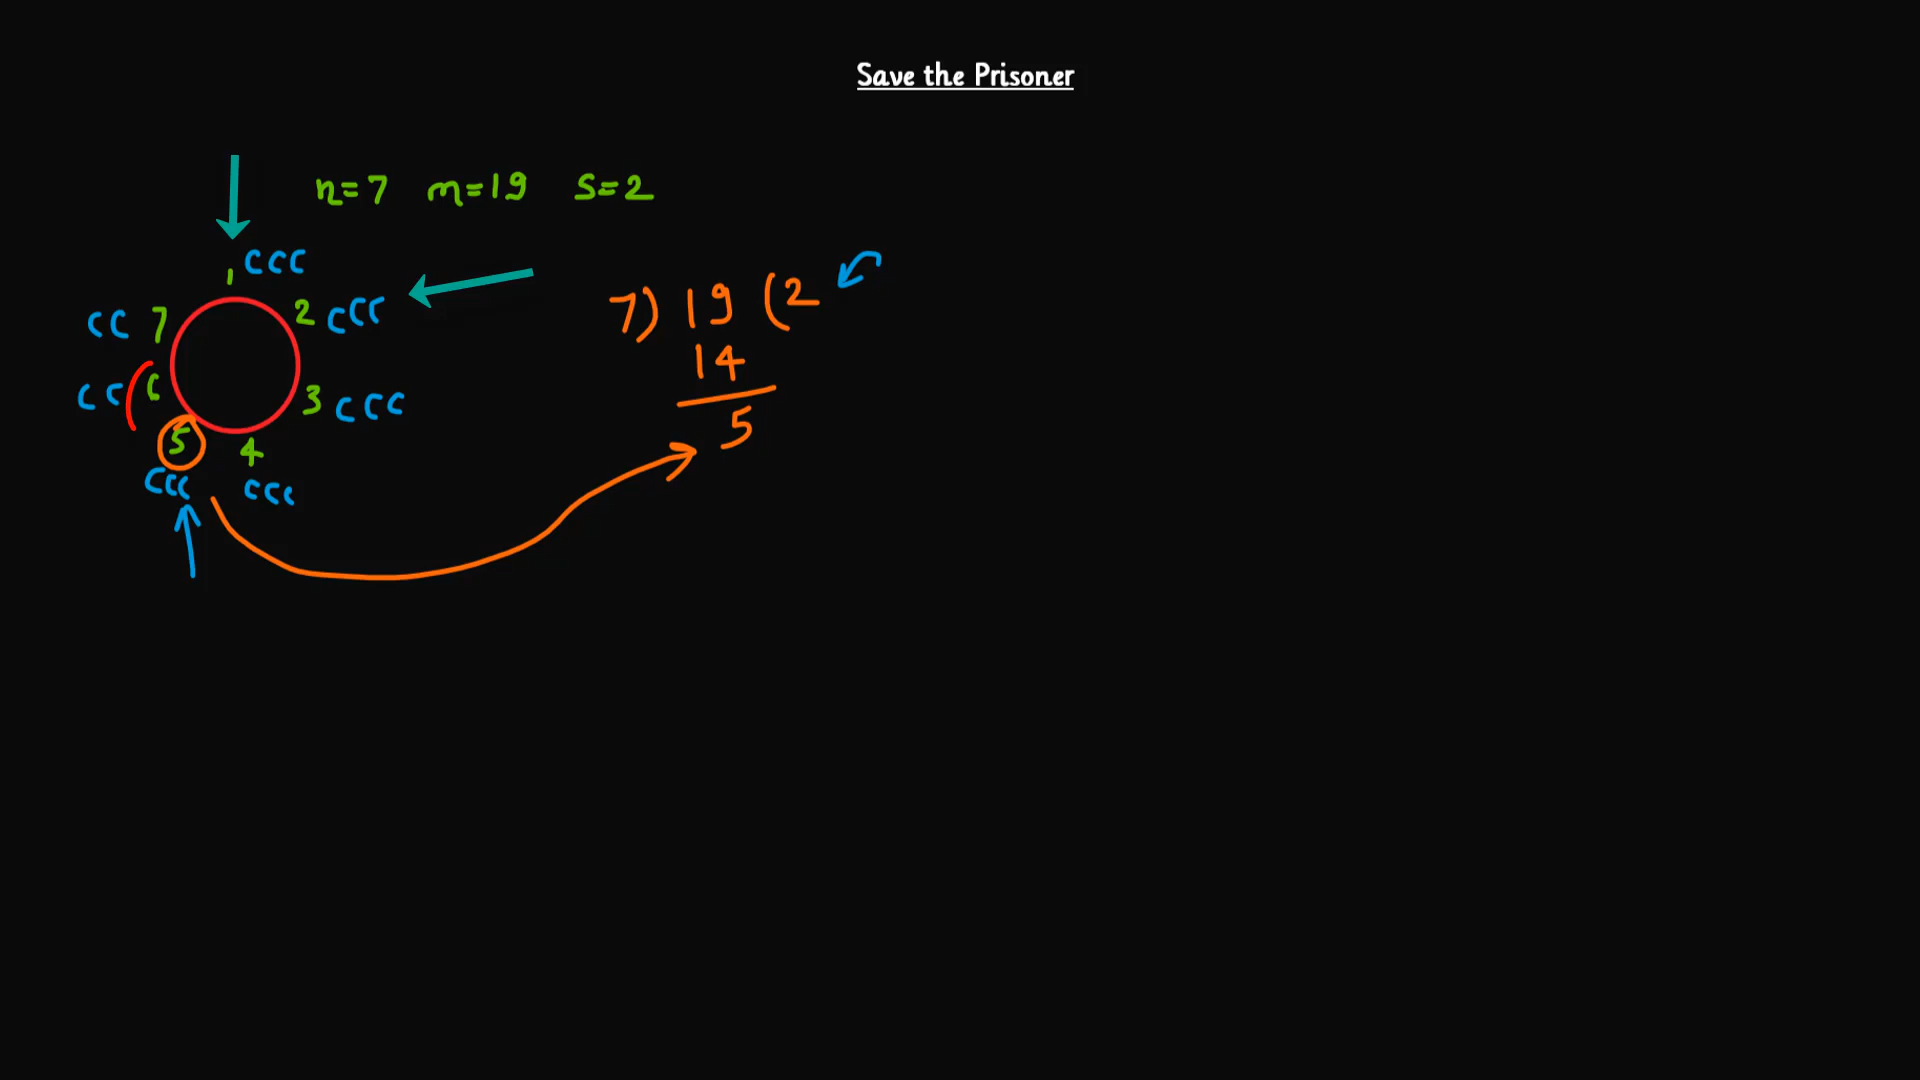 Save the Prisoner
n=7 m=19 S=2
1 CCC
2 CCC
CC 7
7) 19 (2
14
5
CC 6
3 CCC
5
CCC
4
CCC